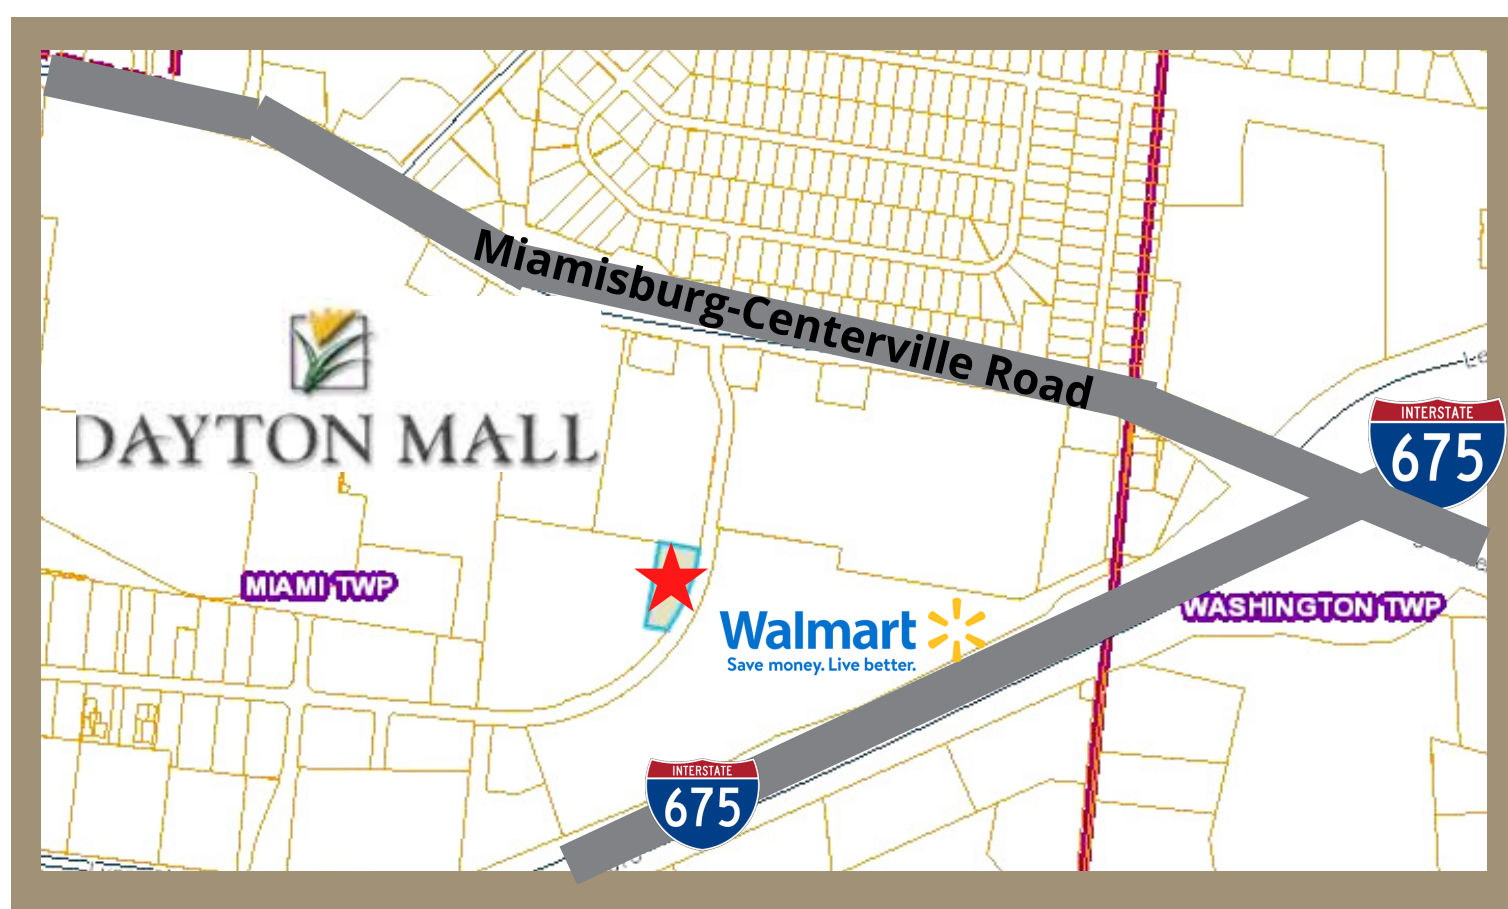 Miamisburg-Centerville Road
DAYTON MALL
INTERSTATE
675
MIAMI TWP
WASHINGTON TWP
Walmart
Save money. Live better.
INTERSTATE
675